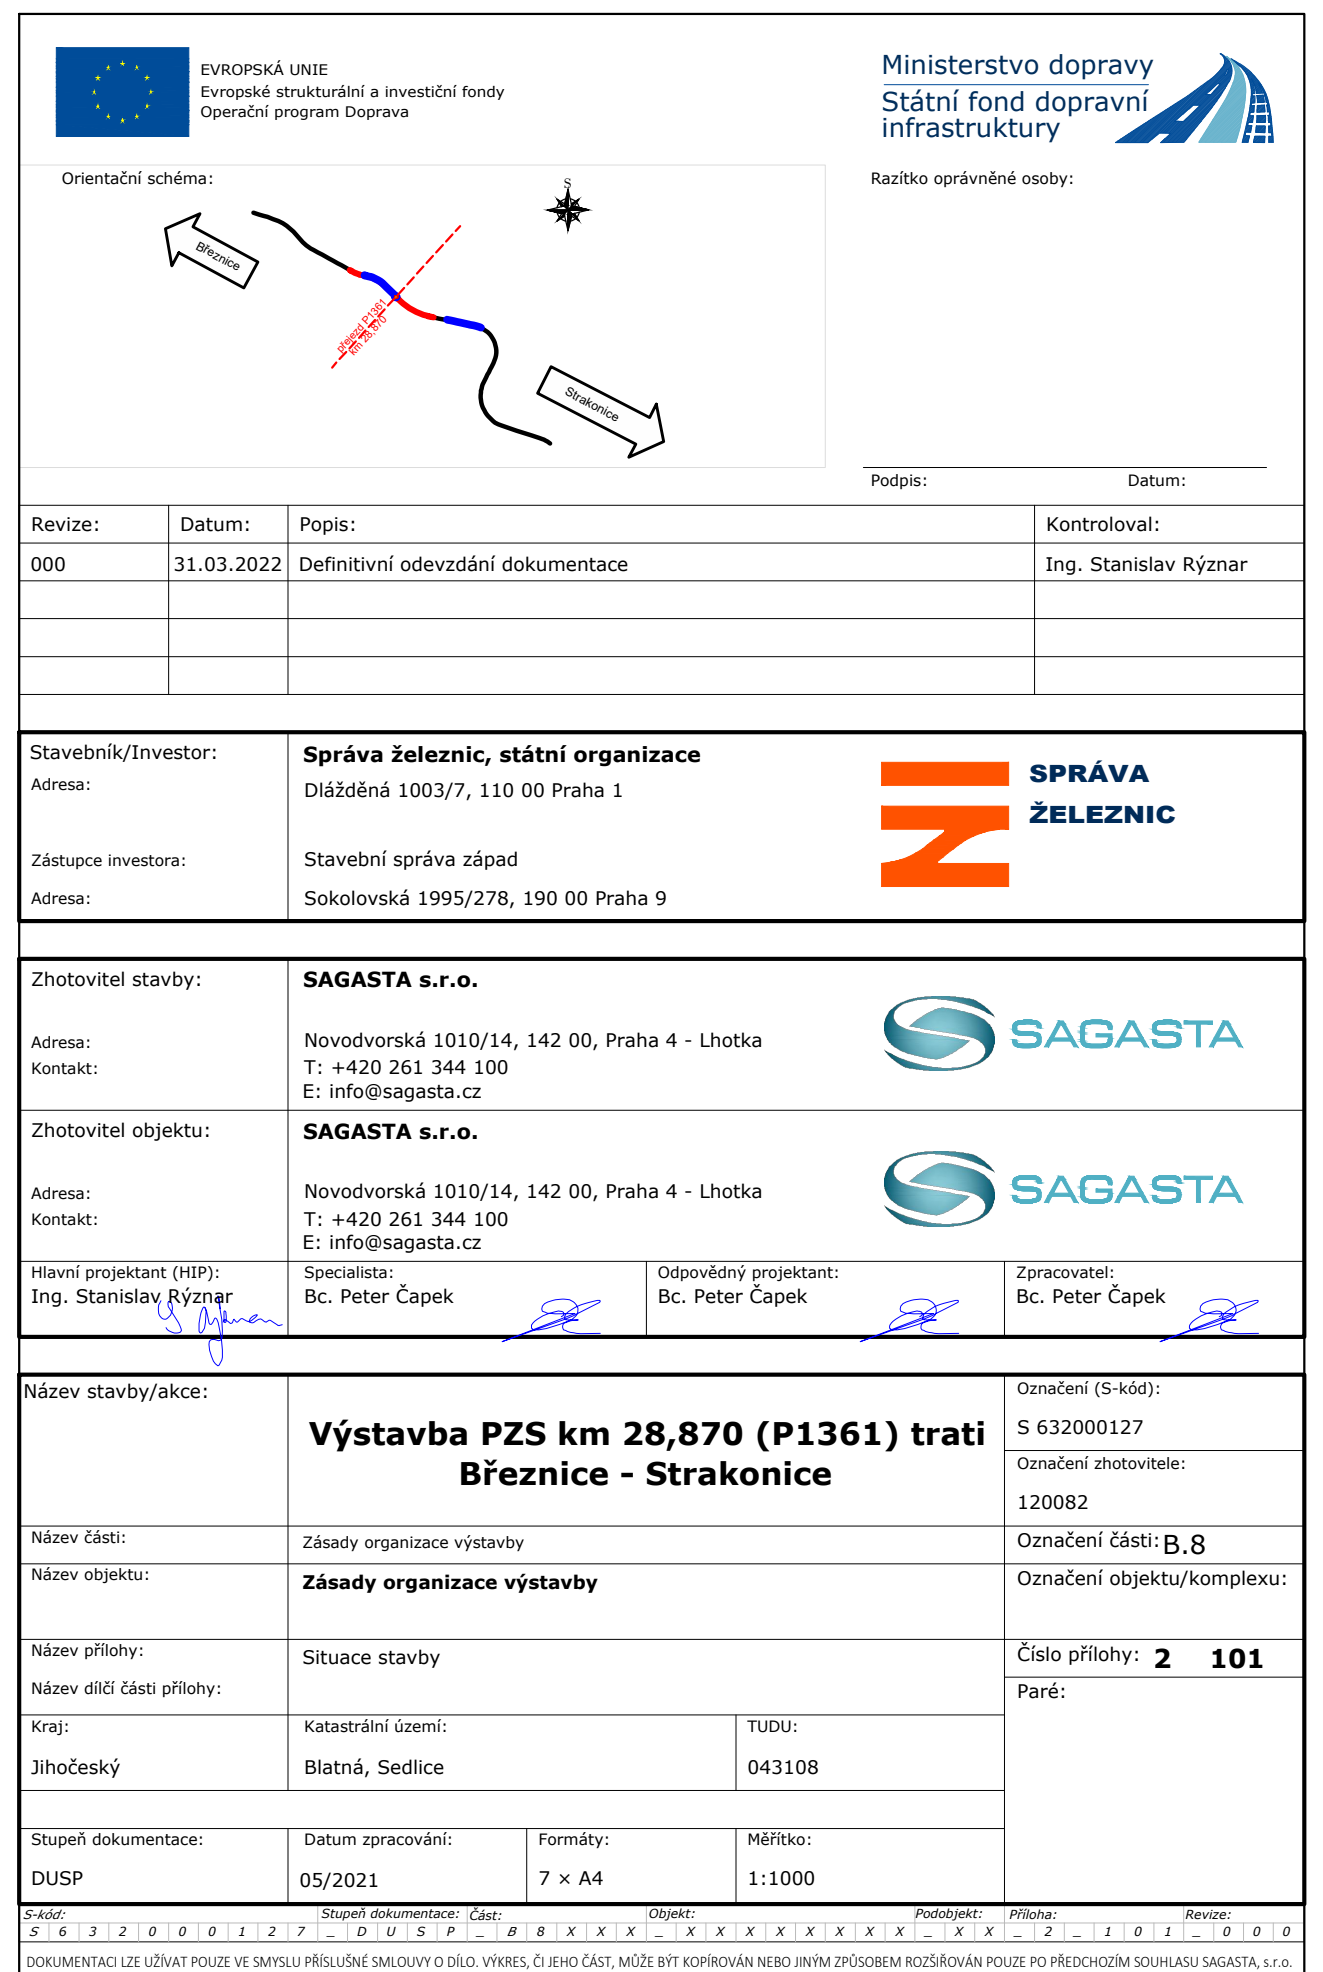 EVROPSKÁ UNIE
Evropské strukturální a investiční fondy
Operační program Doprava
Ministerstvo dopravy
Státní fond dopravní
infrastruktury
Orientační schéma:
Razítko oprávněné osoby:
S
Březnice
přejezd P1361
km 28,870
Strakonice
Podpis: Datum:
Revize: Datum: Popis: Kontroloval:
000 31.03.2022 Definitivní odevzdání dokumentace Ing. Stanislav Rýznar
Stavebník/Investor: Správa železnic, státní organizace
Adresa: Dlážděná 1003/7, 110 00 Praha 1
SPRÁVA
ŽELEZNIC
Zástupce investora: Stavební správa západ
Adresa: Sokolovská 1995/278, 190 00 Praha 9
Zhotovitel stavby: SAGASTA s.r.o.
SAGASTA
Adresa: Novodvorská 1010/14, 142 00, Praha 4 - Lhotka
Kontakt: T: +420 261 344 100
E: info@sagasta.cz
Zhotovitel objektu: SAGASTA s.r.o.
SAGASTA
Adresa: Novodvorská 1010/14, 142 00, Praha 4 - Lhotka
Kontakt: T: +420 261 344 100
E: info@sagasta.cz
Hlavní projektant (HIP): Specialista: Odpovědný projektant: Zpracovatel:
Ing. Stanislav Rýznar Bc. Peter Čapek Bc. Peter Čapek Bc. Peter Čapek
Název stavby/akce:
Výstavba PZS km 28,870 (P1361) trati
Březnice - Strakonice
Označení (S-kód):
S 632000127
Označení zhotovitele:
120082
Název části: Zásady organizace výstavby Označení části: B.8
Název objektu: Zásady organizace výstavby Označení objektu/komplexu:
Název přílohy: Situace stavby Číslo přílohy: 2 101
Název dílčí části přílohy: Paré:
Kraj: Katastrální území: TUDU:
Jihočeský Blatná, Sedlice 043108
Stupeň dokumentace: Datum zpracování: Formáty: Měřítko:
DUSP 05/2021 7 × A4 1:1000
S-kód: Stupeň dokumentace: Část: Objekt: Podobjekt: Příloha: Revize:
S 6 3 2 0 0 0 1 2 7 _ D U S P _ B 8 X X X _ X X X X X X X X _ X X _ 2 _ 1 0 1 _ 0 0 0
DOKUMENTACI LZE UŽÍVAT POUZE VE SMYSLU PŘÍSLUŠNÉ SMLOUVY O DÍLO. VÝKRES, ČI JEHO ČÁST, MŮŽE BÝT KOPÍROVÁN NEBO JINÝM ZPŮSOBEM ROZŠIŘOVÁN POUZE PO PŘEDCHOZÍM SOUHLASU SAGASTA, s.r.o.